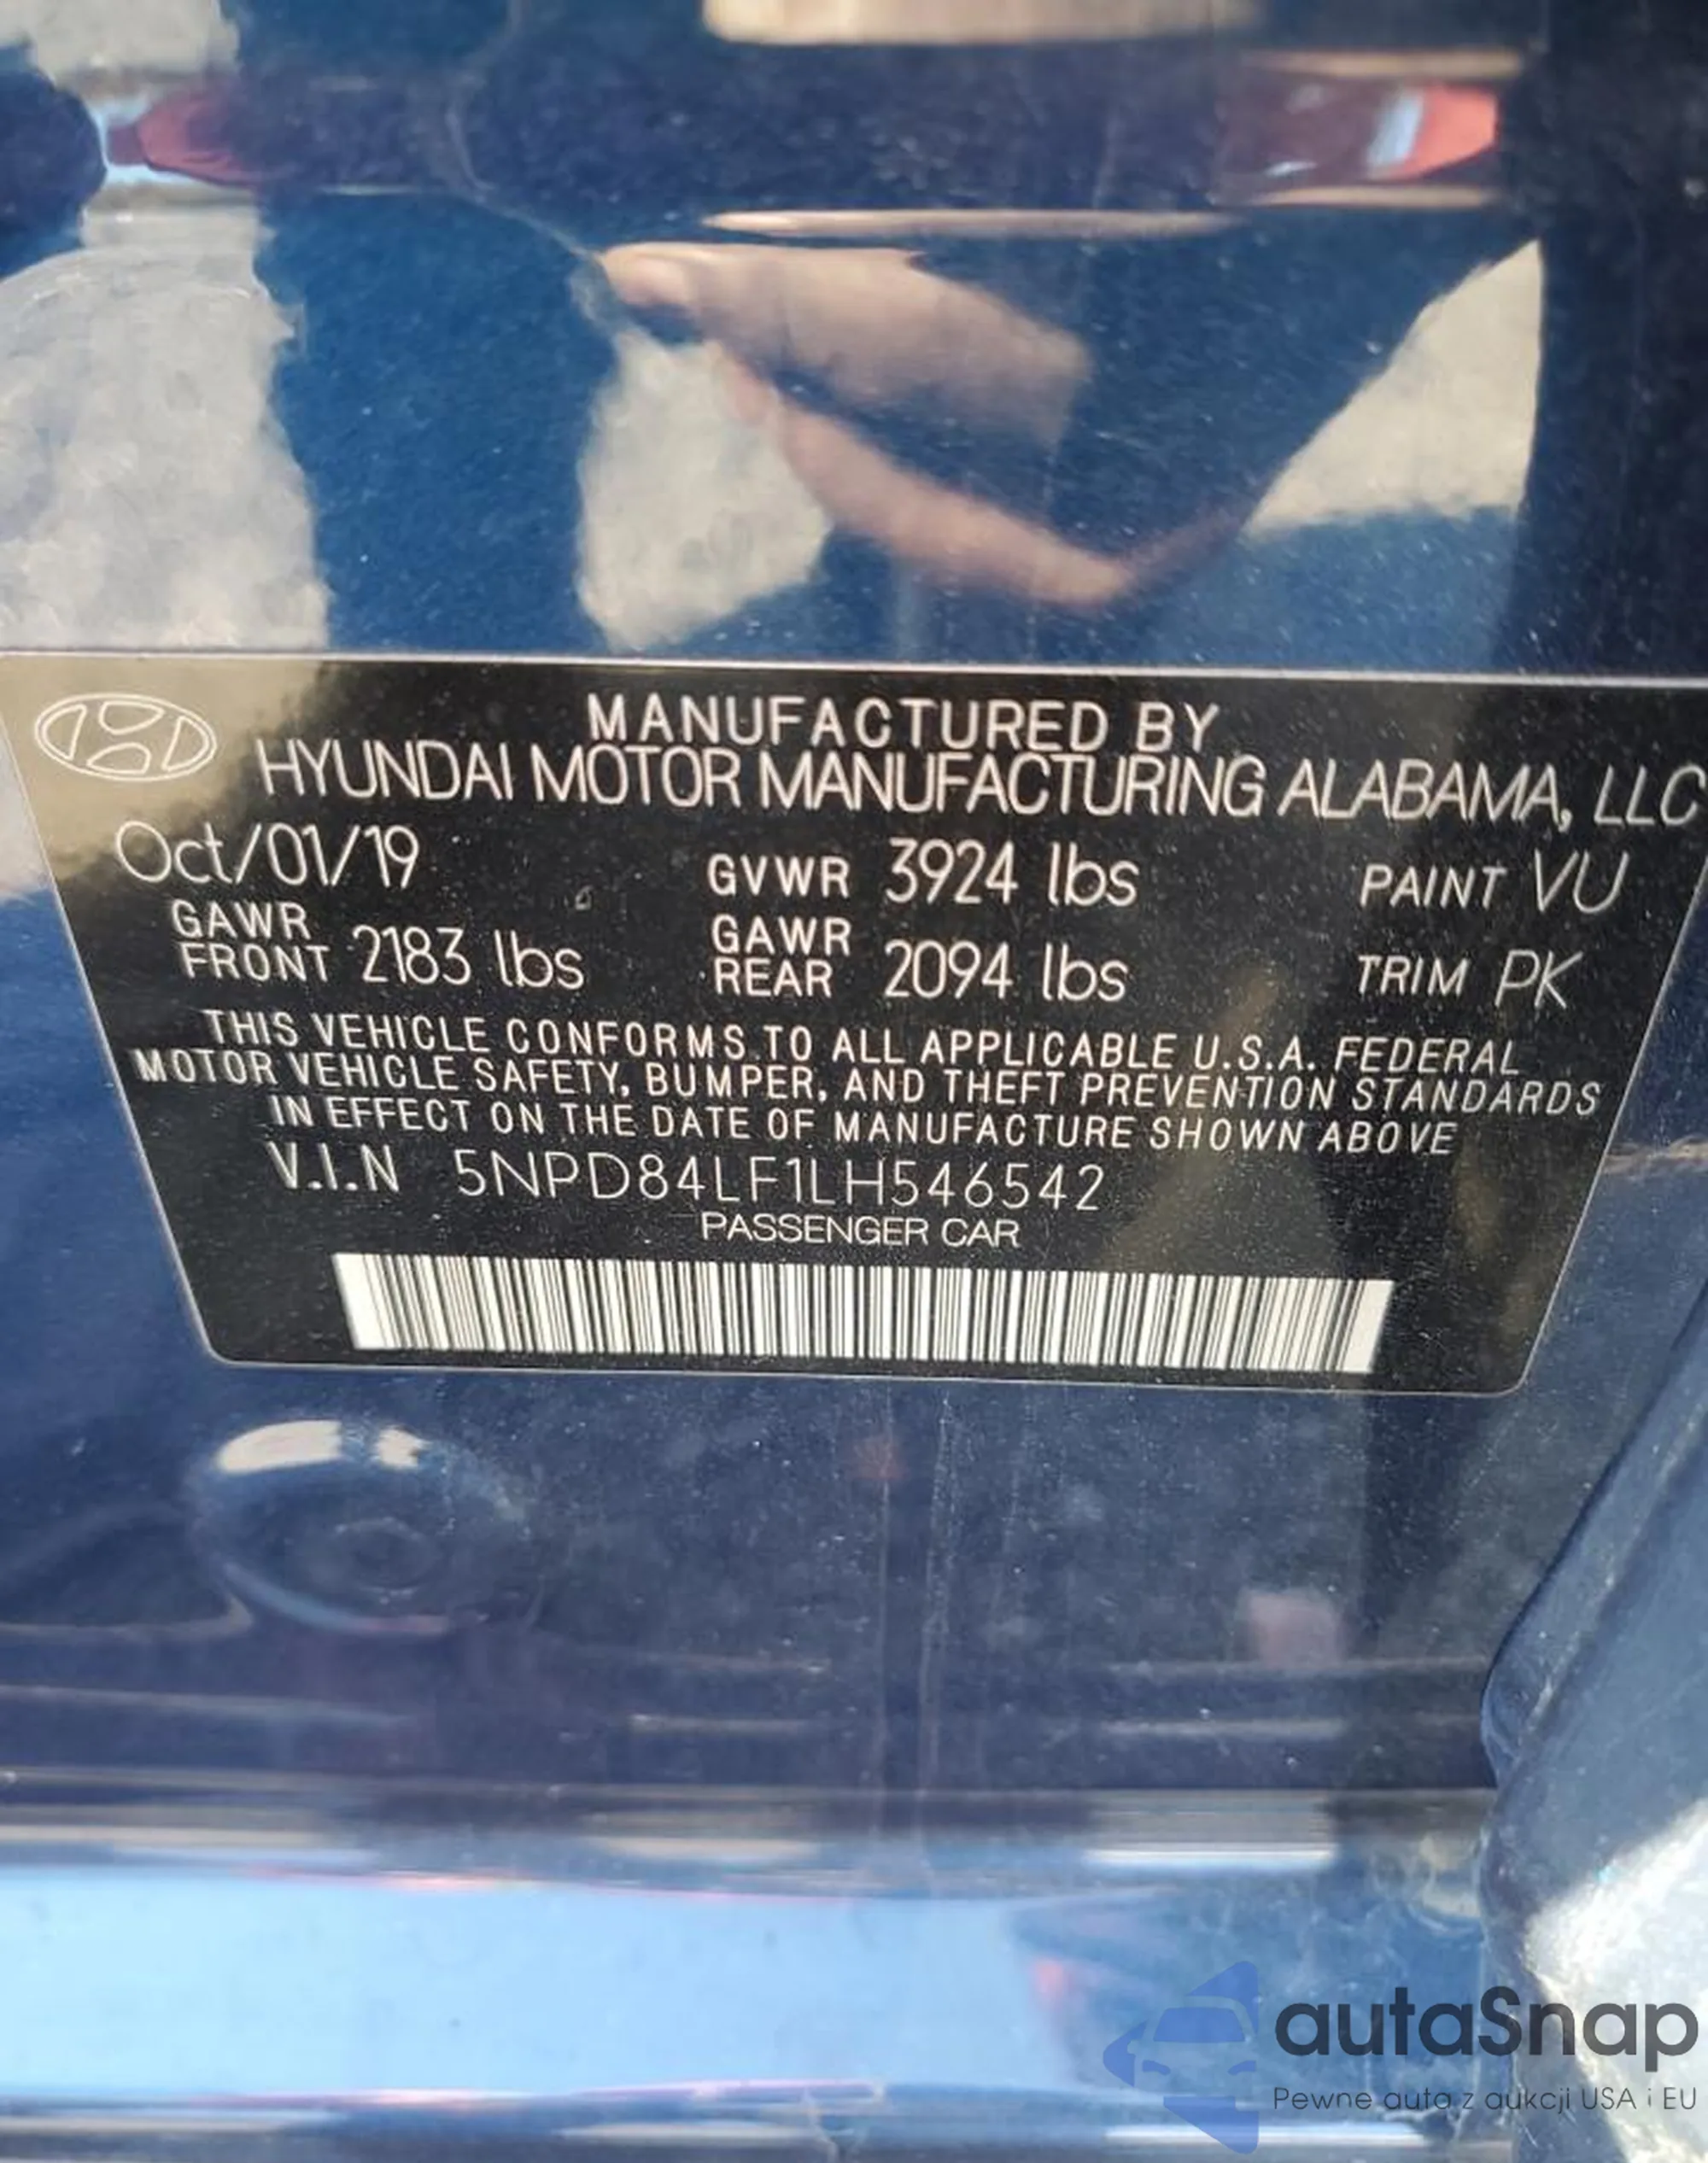 MANUFACTURED BY
HYUNDAI MOTOR MANUFACTURING ALABAMA, LLC
Oct/01/19 GVWR 3924 lbs PAINT VU
GAWR FRONT 2183 lbs GAWR REAR 2094 lbs TRIM PK
THIS VEHICLE CONFORMS TO ALL APPLICABLE U.S.A. FEDERAL
MOTOR VEHICLE SAFETY, BUMPER, AND THEFT PREVENTION STANDARDS
IN EFFECT ON THE DATE OF MANUFACTURE SHOWN ABOVE
V.I.N 5NPD84LF1LH546542
PASSENGER CAR
autaSnap
Pewne auta z aukcji USA i EU